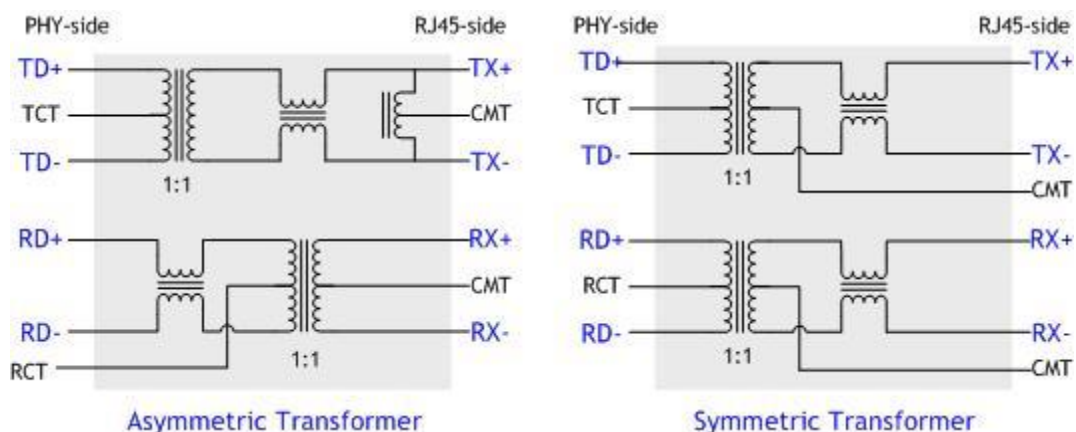 PHY-side
RJ45-side
TD+
TX+
TCT
CMT
TD-
TX-
1:1
RD+
RX+
CMT
RD-
RX-
RCT
1:1
Asymmetric Transformer
PHY-side
RJ45-side
TD+
TX+
TCT
TD-
TX-
1:1
CMT
RD+
RX+
RCT
RD-
RX-
1:1
CMT
Symmetric Transformer